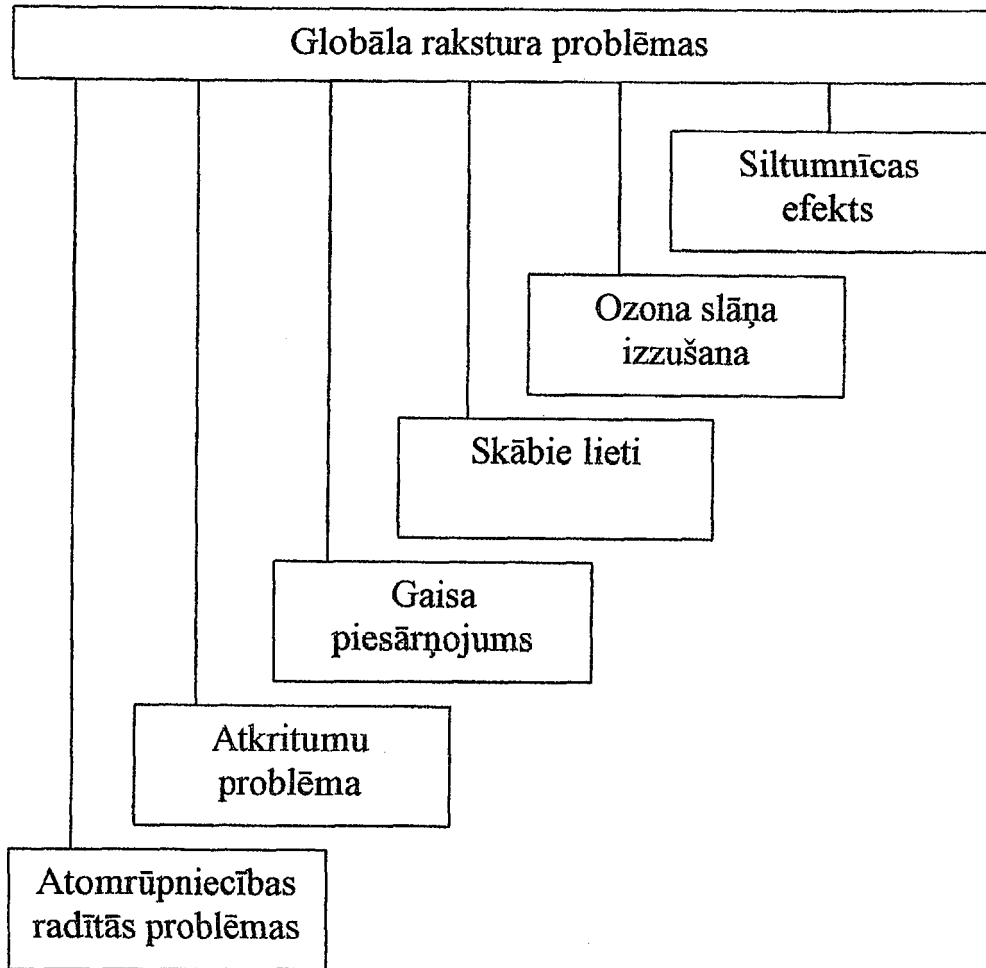 Globāla rakstura problēmas
Siltumnīcas
efekts
Ozona slāņa
izzušana
Skābie lieti
Gaisa
piesārņojums
Atkritumu
problēma
Atomrūpniecības
radītās problēmas